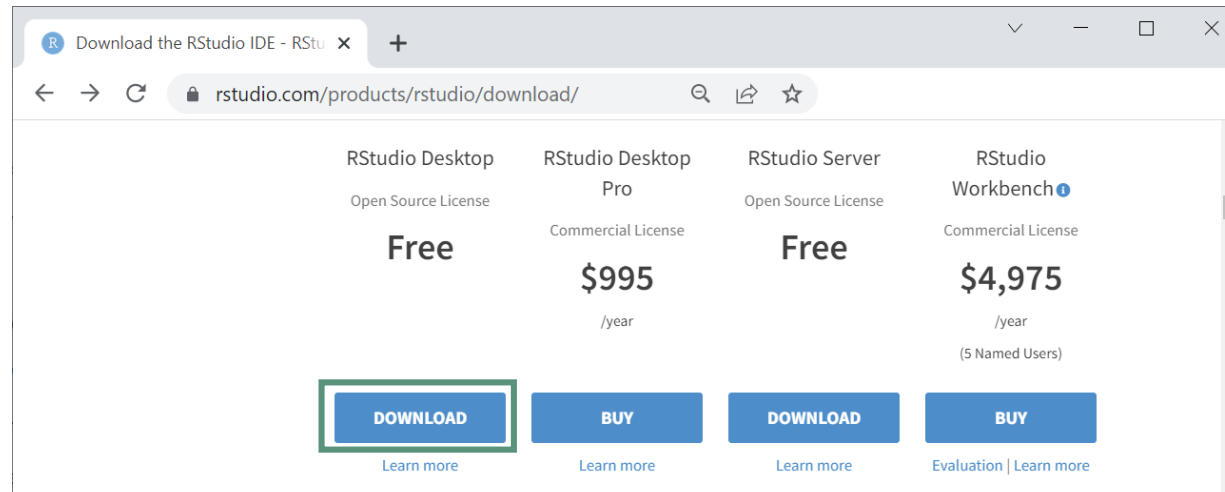 R Download the RStudio IDE - RStu
rstudio.com/products/rstudio/download/
RStudio Desktop
Open Source License
Free
DOWNLOAD
Learn more
RStudio Desktop
Pro
Commercial License
$995
/year
BUY
Learn more
RStudio Server
Open Source License
Free
DOWNLOAD
Learn more
RStudio
Workbench
Commercial License
$4,975
/year
(5 Named Users)
BUY
Evaluation | Learn more